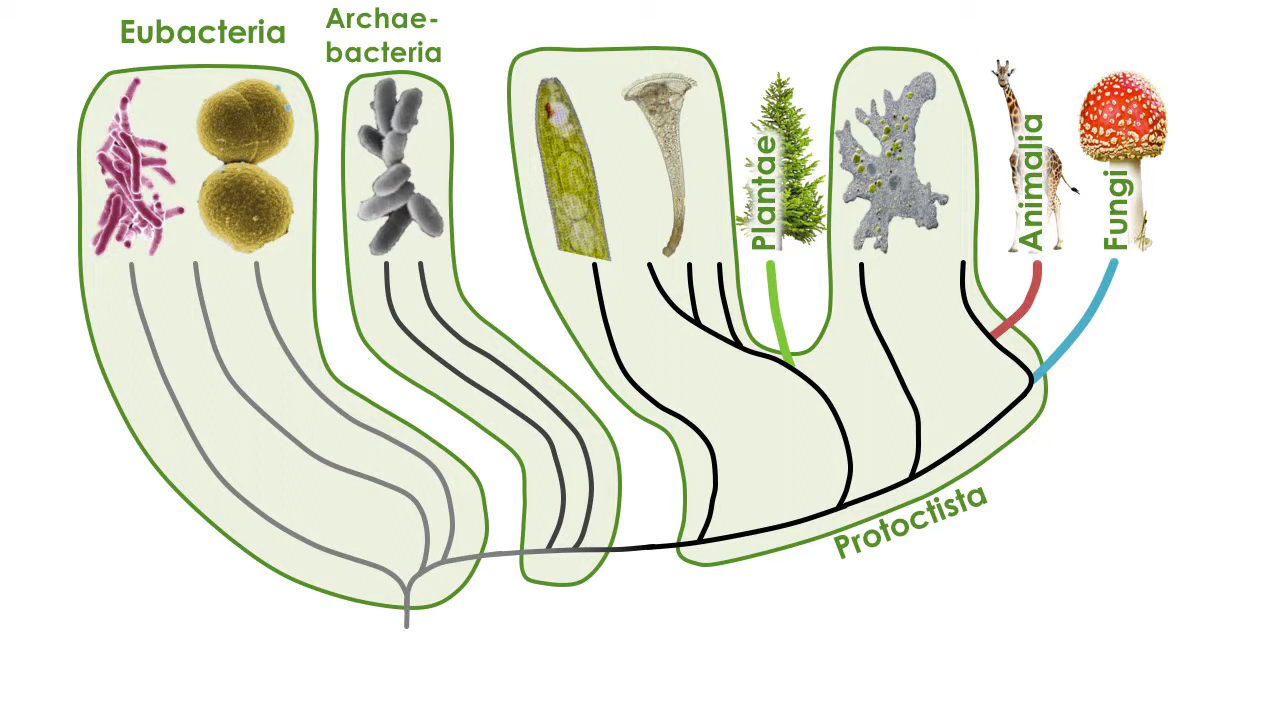 Eubacteria
Archae-
bacteria
Plantae
Animalia
Fungi
Protoctista